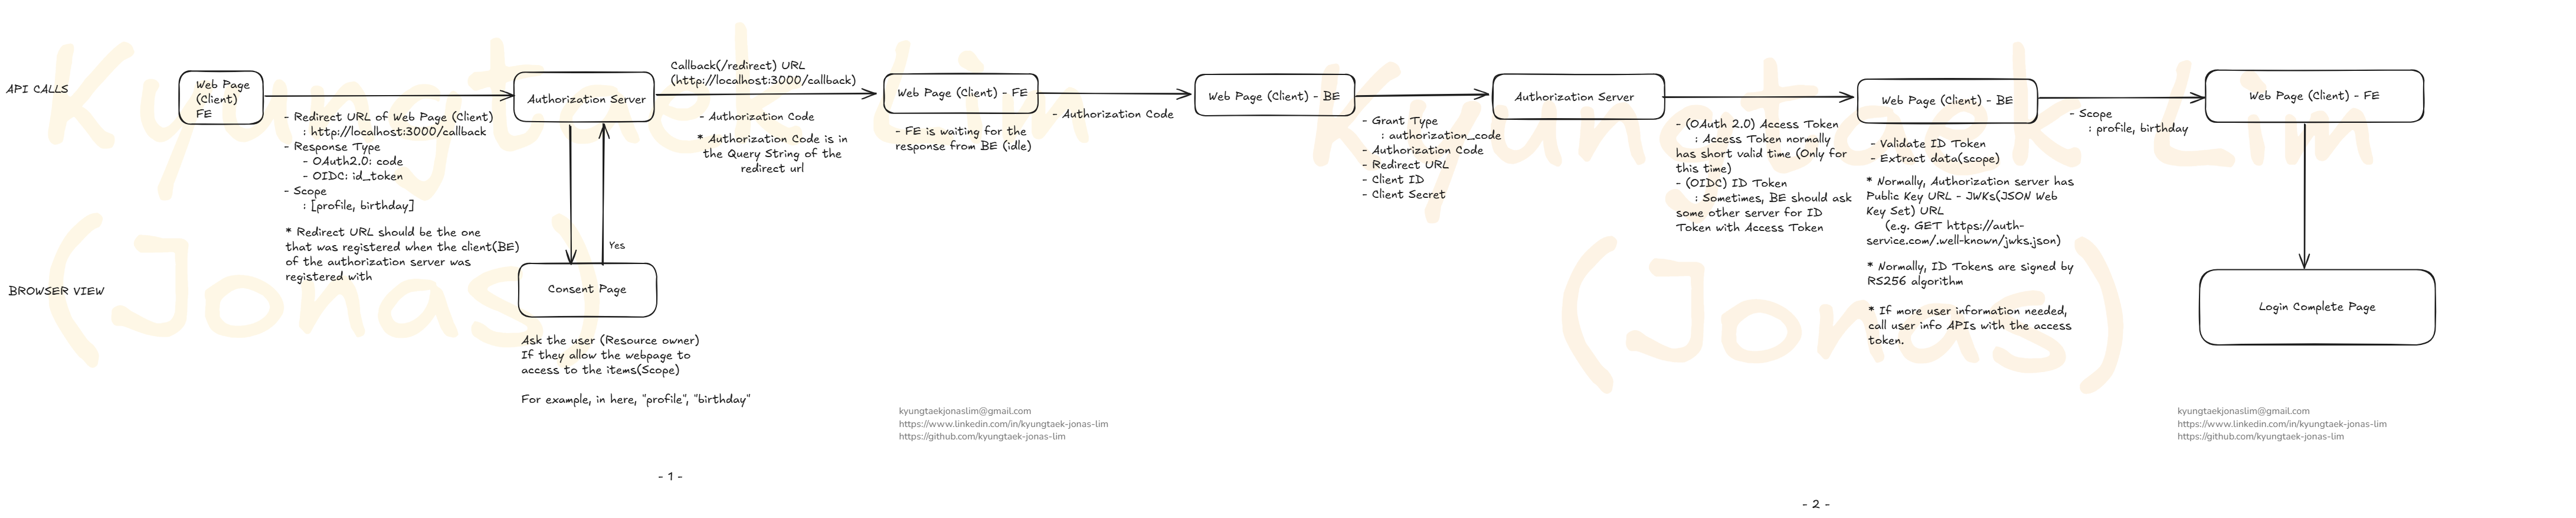 Kyungtaek Lim
(Jonas)
Kyungtaek Lim
(Jonas)
API CALLS
Web Page
(Client)
FE
- Redirect URL of Web Page (Client)
: http://localhost:3000/callback
- Response Type
- OAuth2.0: code
- OIDC: id_token
- Scope
: [profile, birthday]
* Redirect URL should be the one
that was registered when the client(BE)
of the authorization server was
registered with
Authorization Server
Callback(/redirect) URL
(http://localhost:3000/callback)
- Authorization Code
* Authorization Code is in
the Query String of the
redirect url
Yes
BROWSER VIEW
Consent Page
Ask the user (Resource owner)
If they allow the webpage to
access to the items(Scope)
For example, in here, "profile", "birthday"
Web Page (Client) - FE
- FE is waiting for the
response from BE (idle)
- Authorization Code
Web Page (Client) - BE
- Grant Type
: authorization_code
- Authorization Code
- Redirect URL
- Client ID
- Client Secret
Authorization Server
- (OAuth 2.0) Access Token
: Access Token normally
has short valid time (Only for
this time)
- (OIDC) ID Token
: Sometimes, BE should ask
some other server for ID
Token with Access Token
Web Page (Client) - BE
- Validate ID Token
- Extract data(scope)
* Normally, Authorization server has
Public Key URL - JWKs(JSON Web
Key Set) URL
(e.g. GET https://auth-
service.com/.well-known/jwks.json)
* Normally, ID Tokens are signed by
RS256 algorithm
* If more user information needed,
call user info APIs with the access
token.
- Scope
: profile, birthday
Web Page (Client) - FE
Login Complete Page
kyungtaekjonaslim@gmail.com
https://www.linkedin.com/in/kyungtaek-jonas-lim
https://github.com/kyungtaek-jonas-lim
kyungtaekjonaslim@gmail.com
https://www.linkedin.com/in/kyungtaek-jonas-lim
https://github.com/kyungtaek-jonas-lim
- 1 -
- 2 -